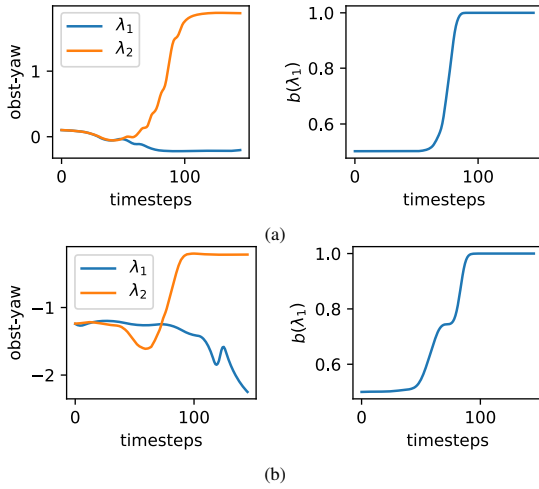 λ₁
λ₂
obst-yaw
1
0
0
100
timesteps
b(λ₁)
1.0
0.8
0.6
0
100
timesteps
(a)
λ₁
λ₂
obst-yaw
−1
−2
0
100
timesteps
b(λ₁)
1.0
0.8
0.6
0
100
timesteps
(b)